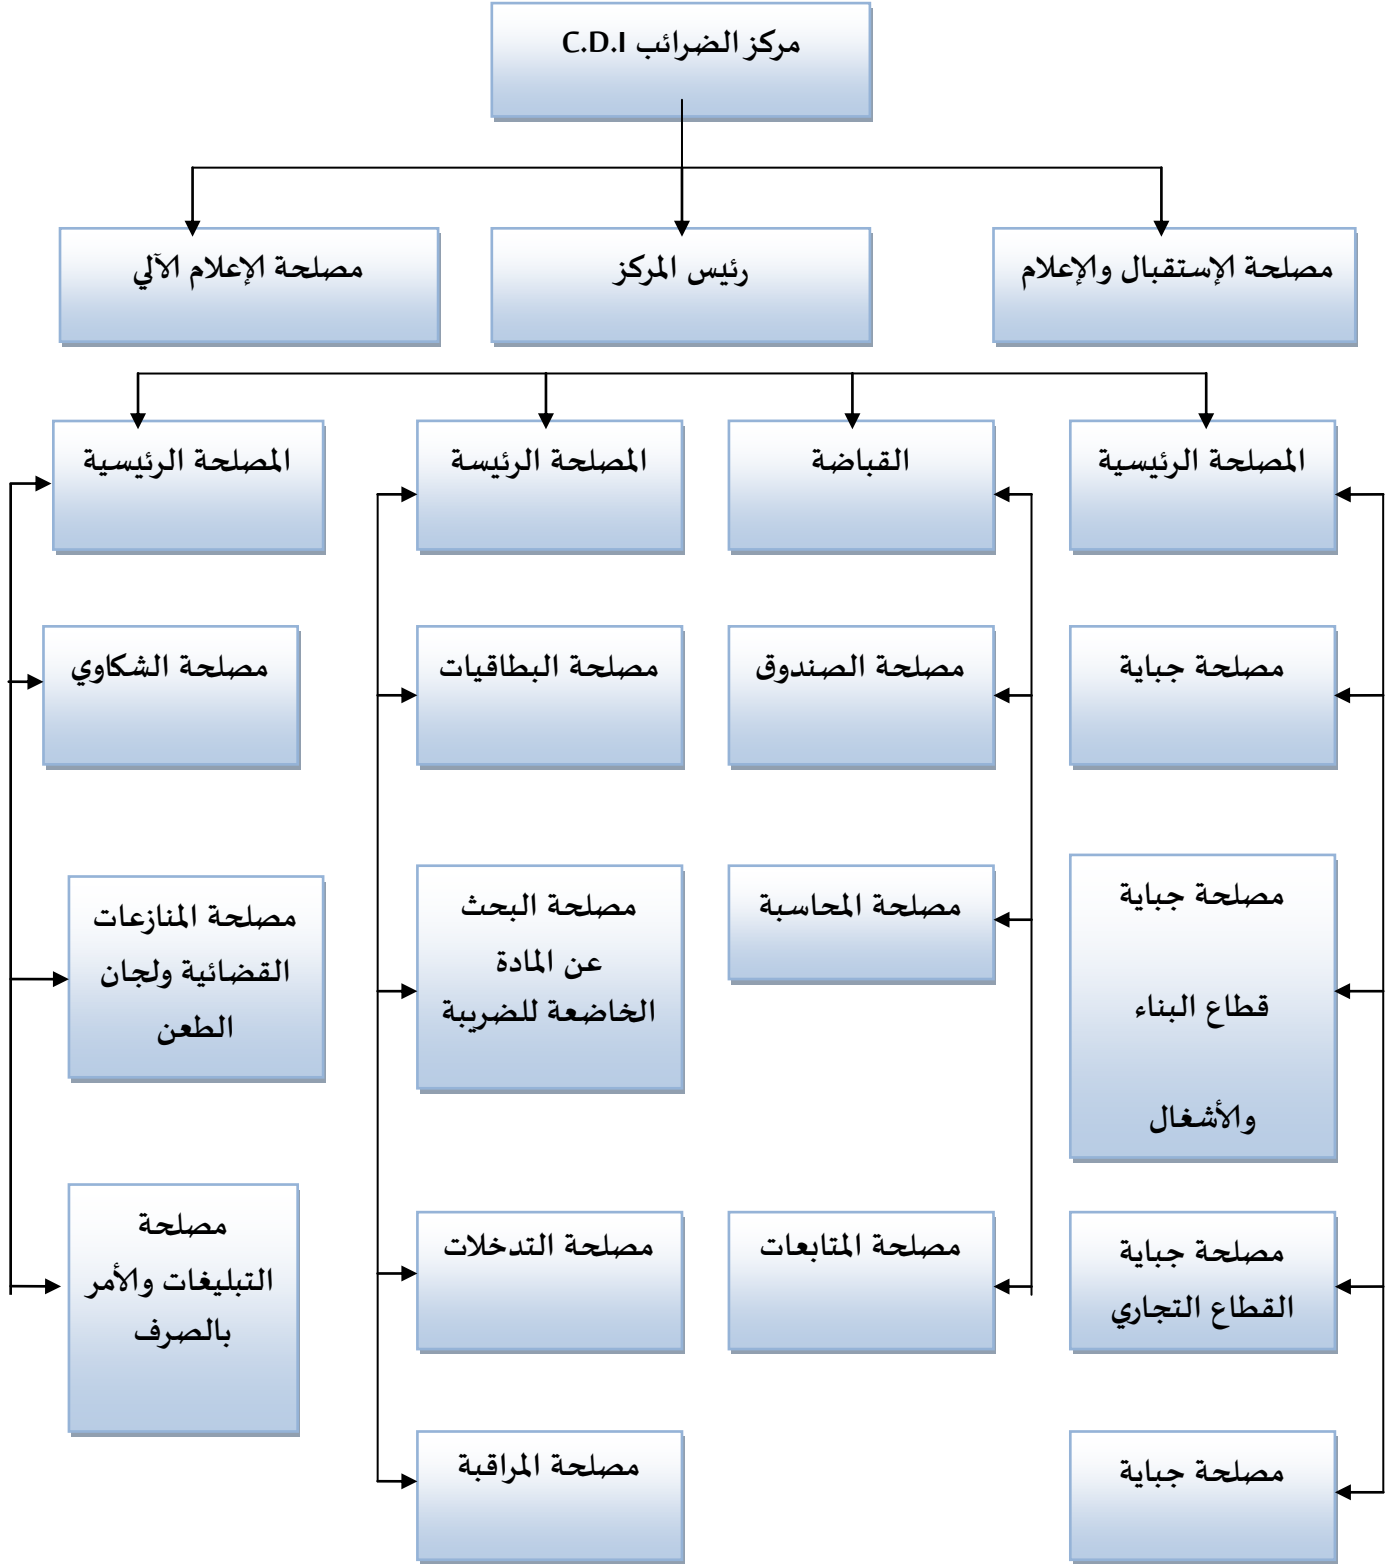 مركز الضرائب C.D.I
مصلحة الإستقبال والإعلام
رئيس المركز
مصلحة الإعلام الآلي
المصلحة الرئيسية
القباضة
المصلحة الرئيسة
المصلحة الرئيسية
مصلحة جباية
مصلحة الصندوق
مصلحة البطاقيات
مصلحة الشكاوي
مصلحة جباية
قطاع البناء
والأشغال
مصلحة المحاسبة
مصلحة البحث
عن المادة
الخاضعة للضريبة
مصلحة المنازعات
القضائية ولجان
الطعن
مصلحة جباية
القطاع التجاري
مصلحة المتابعات
مصلحة التدخلات
مصلحة
التبليغات والأمر
بالصرف
مصلحة جباية
مصلحة المراقبة